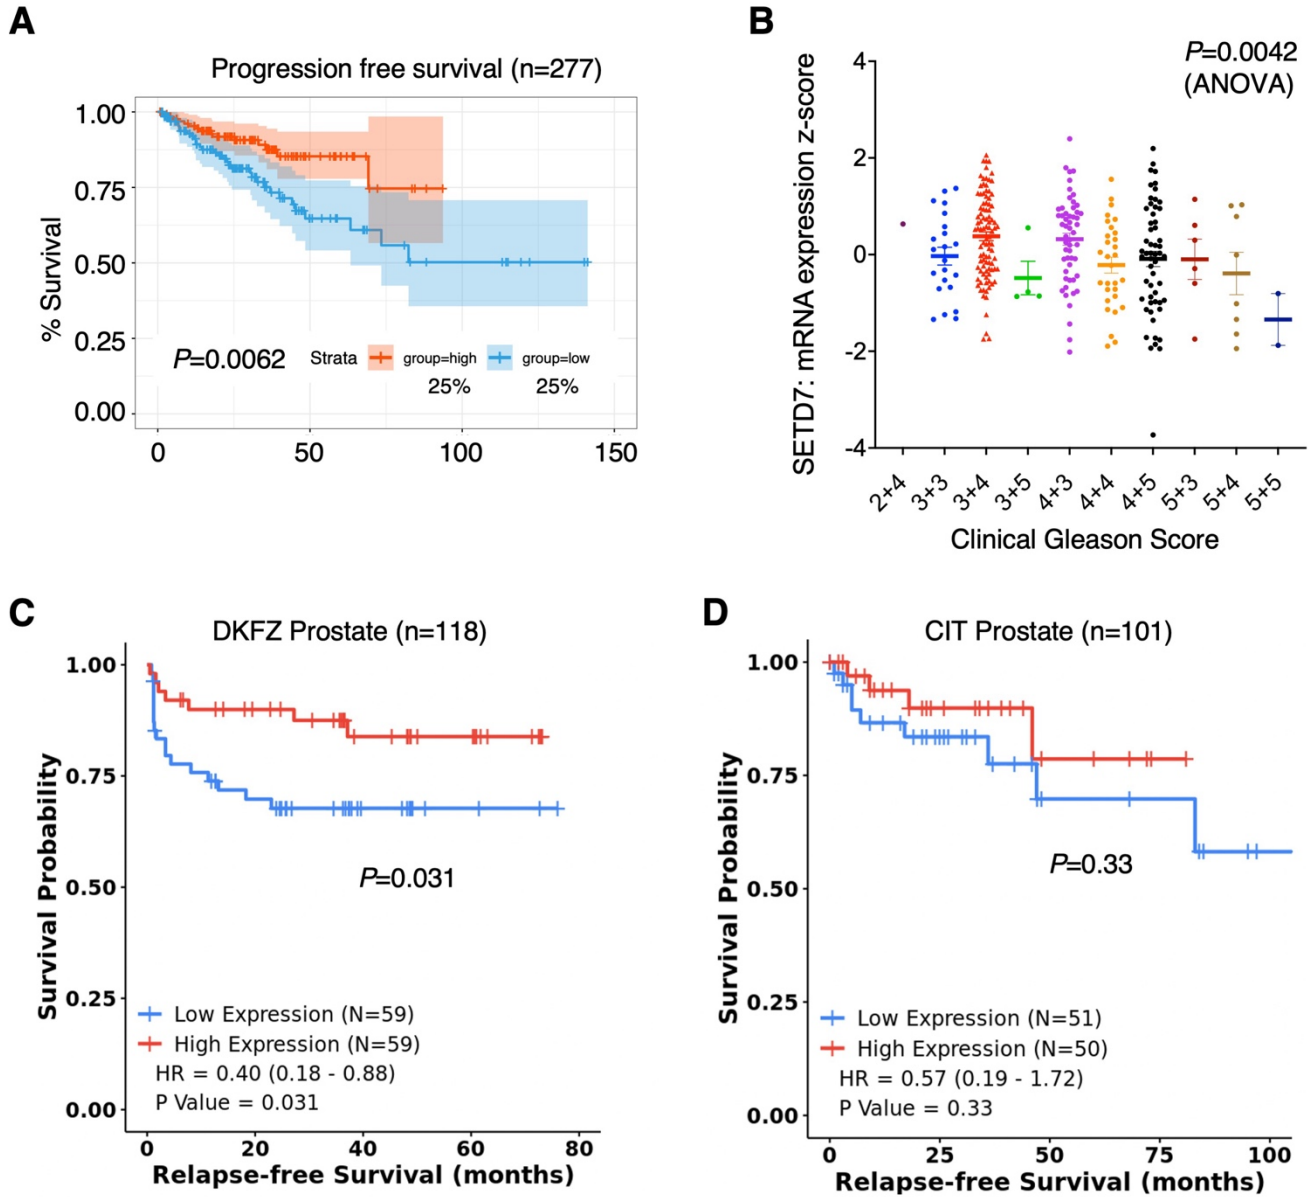 A
Progression free survival (n=277)
% Survival
1.00
0.75
0.50
0.25
0.00
P=0.0062
Strata group=high group=low
25% 25%
0 50 100 150
B
P=0.0042
(ANOVA)
SETD7: mRNA expression z-score
4
2
0
-2
-4
2+4 3+3 3+4 3+5 4+3 4+4 4+5 5+3 5+4 5+5
Clinical Gleason Score
C
DKFZ Prostate (n=118)
Survival Probability
1.00
0.75
0.50
0.25
0.00
P=0.031
Low Expression (N=59)
High Expression (N=59)
HR = 0.40 (0.18 - 0.88)
P Value = 0.031
0 20 40 60 80
Relapse-free Survival (months)
D
CIT Prostate (n=101)
Survival Probability
1.00
0.75
0.50
0.25
0.00
P=0.33
Low Expression (N=51)
High Expression (N=50)
HR = 0.57 (0.19 - 1.72)
P Value = 0.33
0 25 50 75 100
Relapse-free Survival (months)